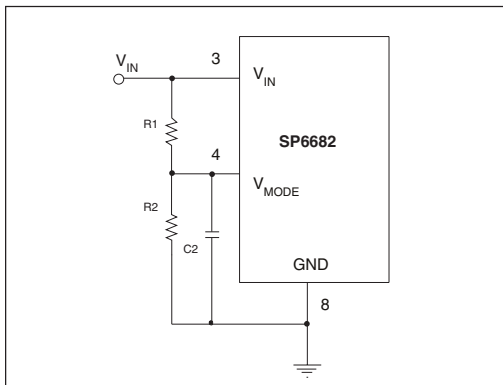 V_IN
3
V_IN
R1
SP6682
4
V_MODE
R2
C2
GND
8